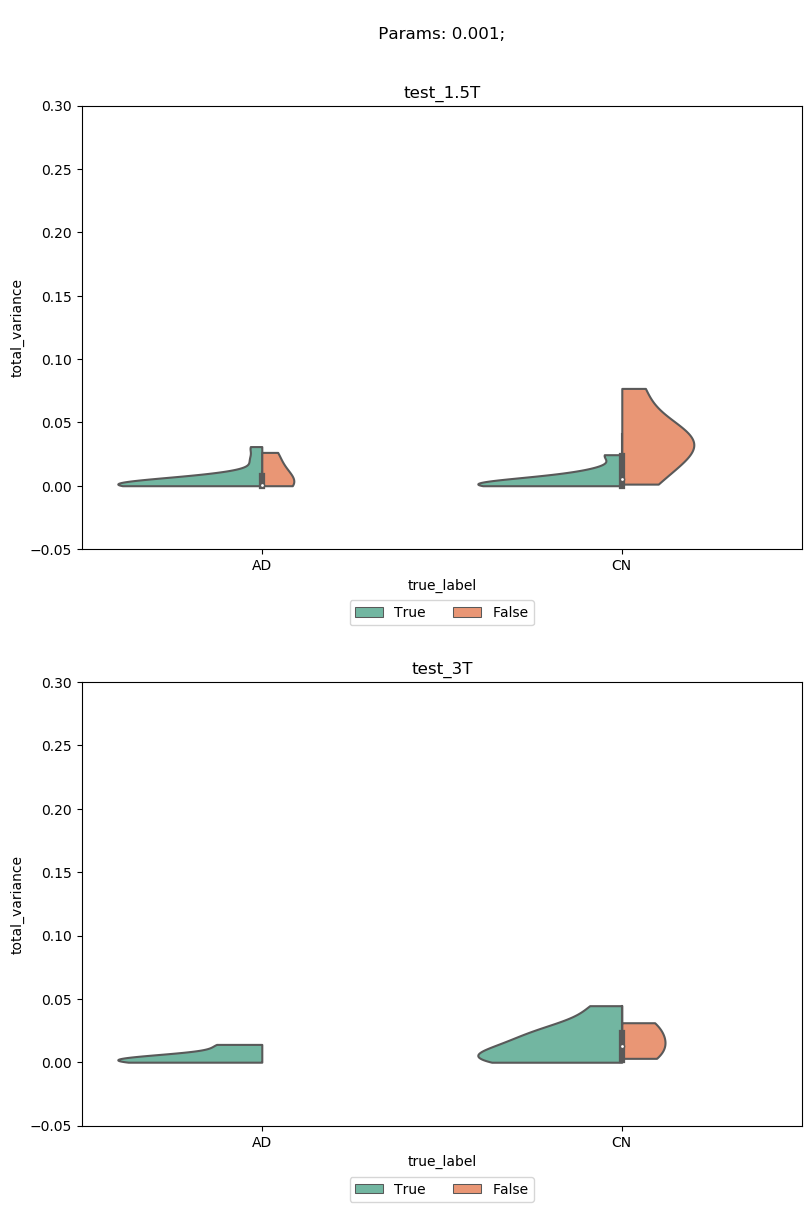 Params: 0.001;
test_1.5T
0.30
0.25
0.20
0.15
0.10
0.05
0.00
−0.05
total_variance
AD CN
true_label
True False
test_3T
0.30
0.25
0.20
0.15
0.10
0.05
0.00
−0.05
total_variance
AD CN
true_label
True False